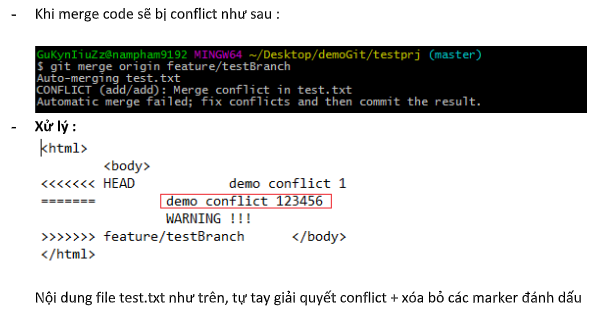 - Khi merge code sẽ bị conflict như sau :
GuKynIiuZz@nampham9192 MINGW64 ~/Desktop/demoGit/testprj (master)
$ git merge origin feature/testBranch
Auto-merging test.txt
CONFLICT (add/add): Merge conflict in test.txt
Automatic merge failed; fix conflicts and then commit the result.
- Xử lý :
<html>
<body>
<<<<<<< HEAD demo conflict 1
======= demo conflict 123456
WARNING !!!
>>>>>>> feature/testBranch </body>
</html>
Nội dung file test.txt như trên, tự tay giải quyết conflict + xóa bỏ các marker đánh dấu